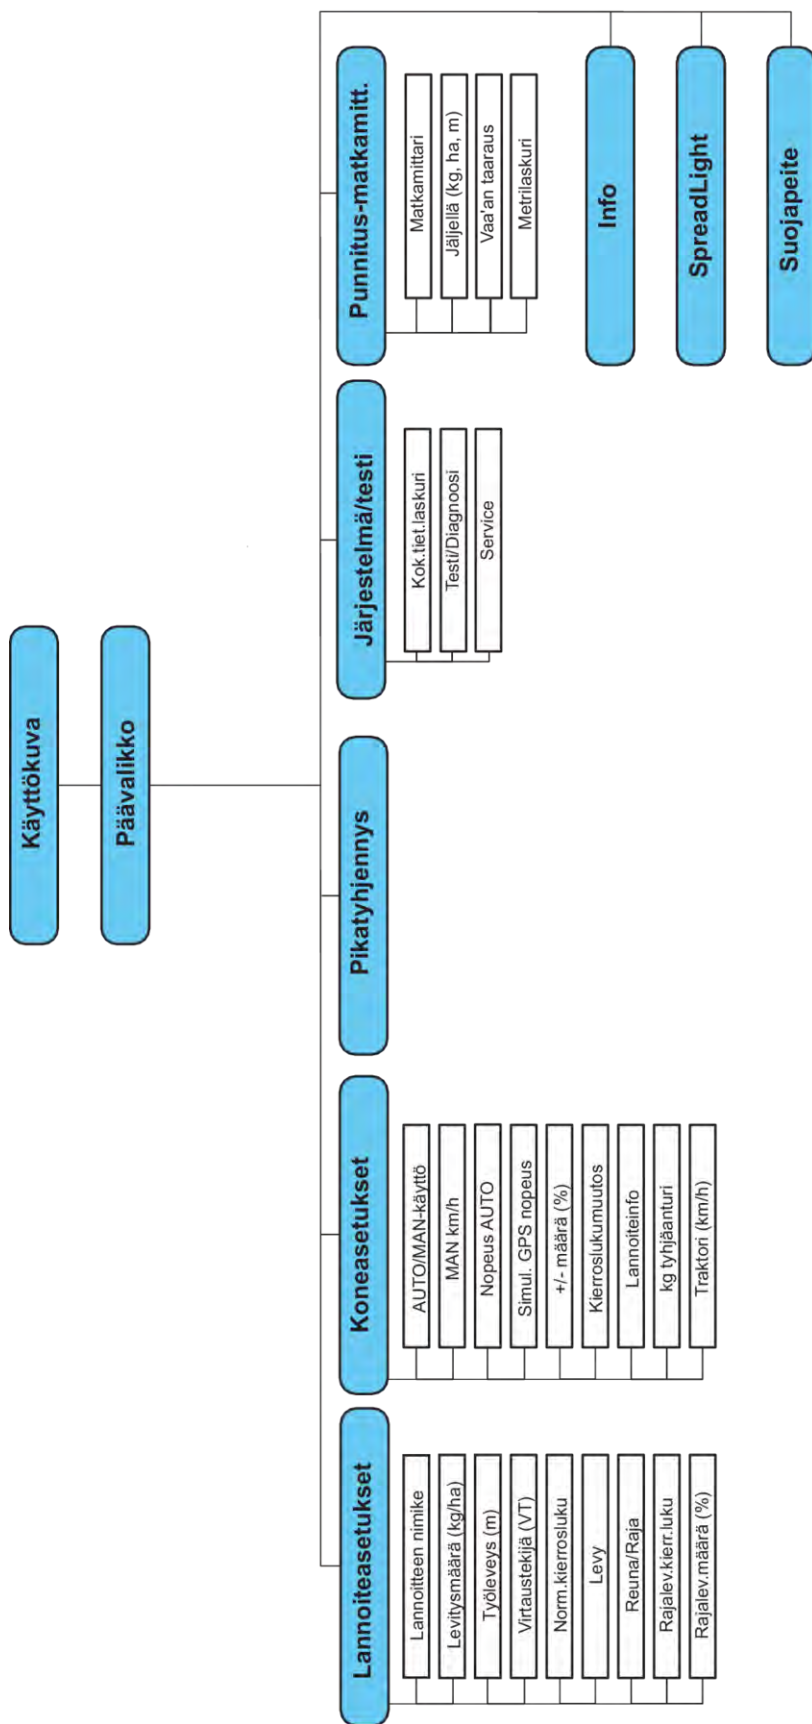 Käyttökuva
Päävalikko
Lannoiteasetukset
Lannoitteen nimike
Levitysmäärä (kg/ha)
Työleveys (m)
Virtaustekijä (VT)
Norm.kierrosluku
Levy
Reuna/Raja
Rajalev.kierr.luku
Rajalev.määrä (%)
Koneasetukset
AUTO/MAN-käyttö
MAN km/h
Nopeus AUTO
Simul. GPS nopeus
+/- määrä (%)
Kierroslukumuutos
Lannoiteinfo
kg tyhjäanturi
Traktori (km/h)
Pikatyhjennys
Järjestelmä/testi
Kok.tiet.laskuri
Testi/Diagnoosi
Service
Punnitus-matkamitt.
Matkamittari
Jäljellä (kg, ha, m)
Vaa'an taaraus
Metrilaskuri
Info
SpreadLight
Suojapeite